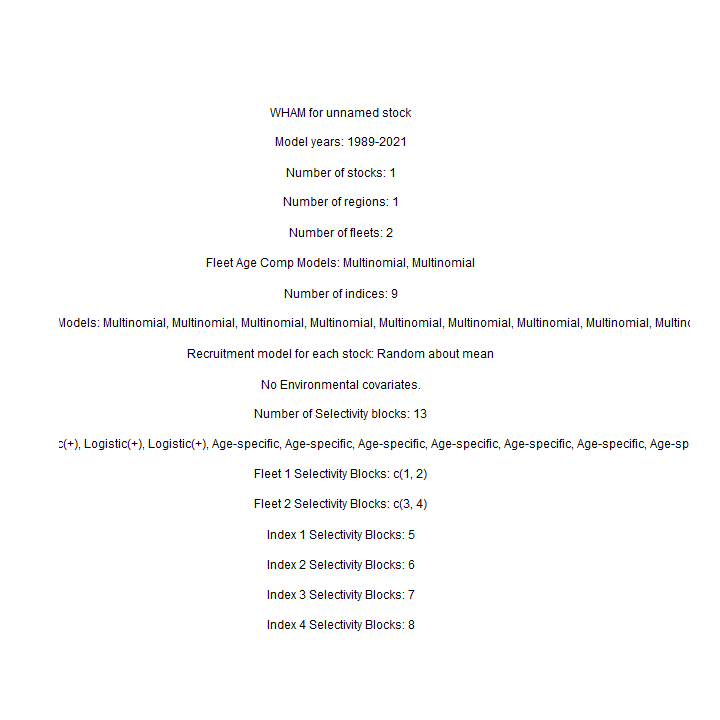 WHAM for unnamed stock
Model years: 1989-2021
Number of stocks: 1
Number of regions: 1
Number of fleets: 2
Fleet Age Comp Models: Multinomial, Multinomial
Number of indices: 9
Models: Multinomial, Multinomial, Multinomial, Multinomial, Multinomial, Multinomial, Multinomial, Multinomial,
Recruitment model for each stock: Random about mean
No Environmental covariates.
Number of Selectivity blocks: 13
Logistic(+), Logistic(+), Age-specific, Age-specific, Age-specific, Age-specific, Age-specific, Age-specific,
Fleet 1 Selectivity Blocks: c(1, 2)
Fleet 2 Selectivity Blocks: c(3, 4)
Index 1 Selectivity Blocks: 5
Index 2 Selectivity Blocks: 6
Index 3 Selectivity Blocks: 7
Index 4 Selectivity Blocks: 8